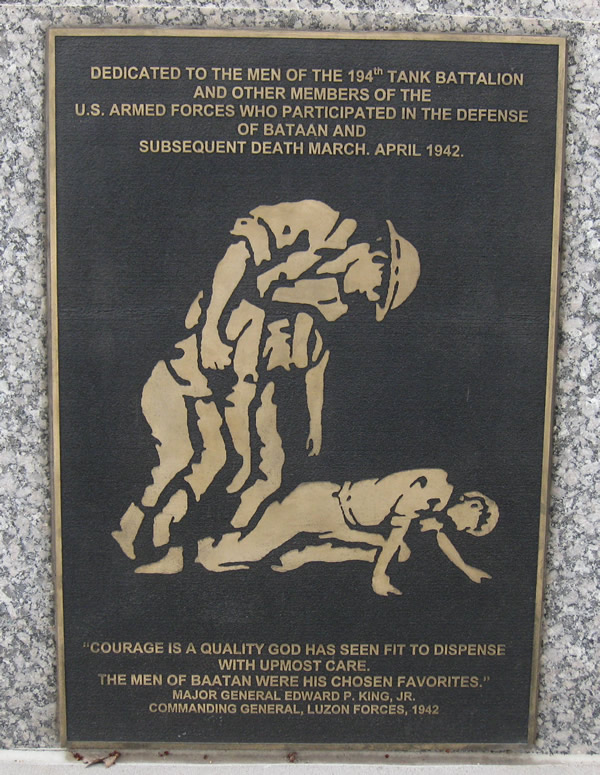 DEDICATED TO THE MEN OF THE 194th TANK BATTALION
AND OTHER MEMBERS OF THE
U.S. ARMED FORCES WHO PARTICIPATED IN THE DEFENSE
OF BATAAN AND
SUBSEQUENT DEATH MARCH. APRIL 1942.
"COURAGE IS A QUALITY GOD HAS SEEN FIT TO DISPENSE
WITH UPMOST CARE.
THE MEN OF BAATAN WERE HIS CHOSEN FAVORITES."
MAJOR GENERAL EDWARD P. KING, JR.
COMMANDING GENERAL, LUZON FORCES, 1942